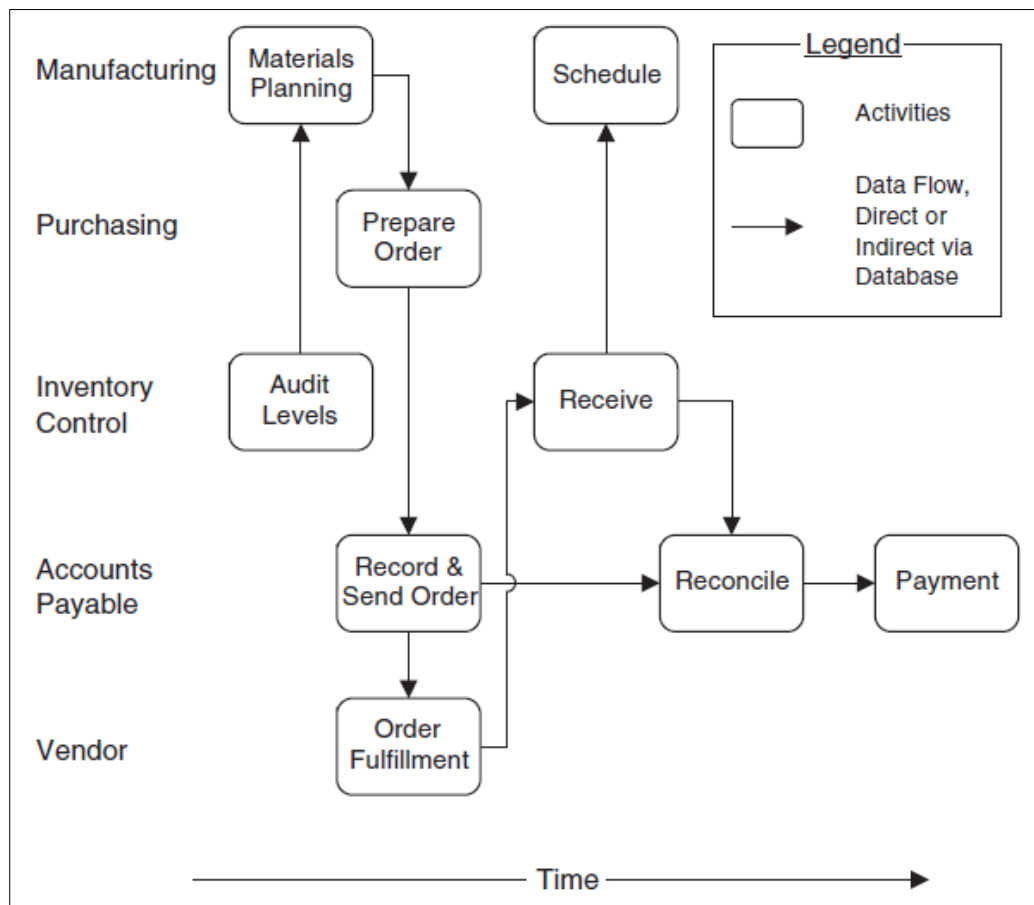 Manufacturing
Materials
Planning
Schedule
Legend
Activities
Data Flow,
Direct or
Indirect via
Database
Purchasing
Prepare
Order
Inventory
Control
Audit
Levels
Receive
Accounts
Payable
Record &
Send Order
Reconcile
Payment
Vendor
Order
Fulfillment
Time